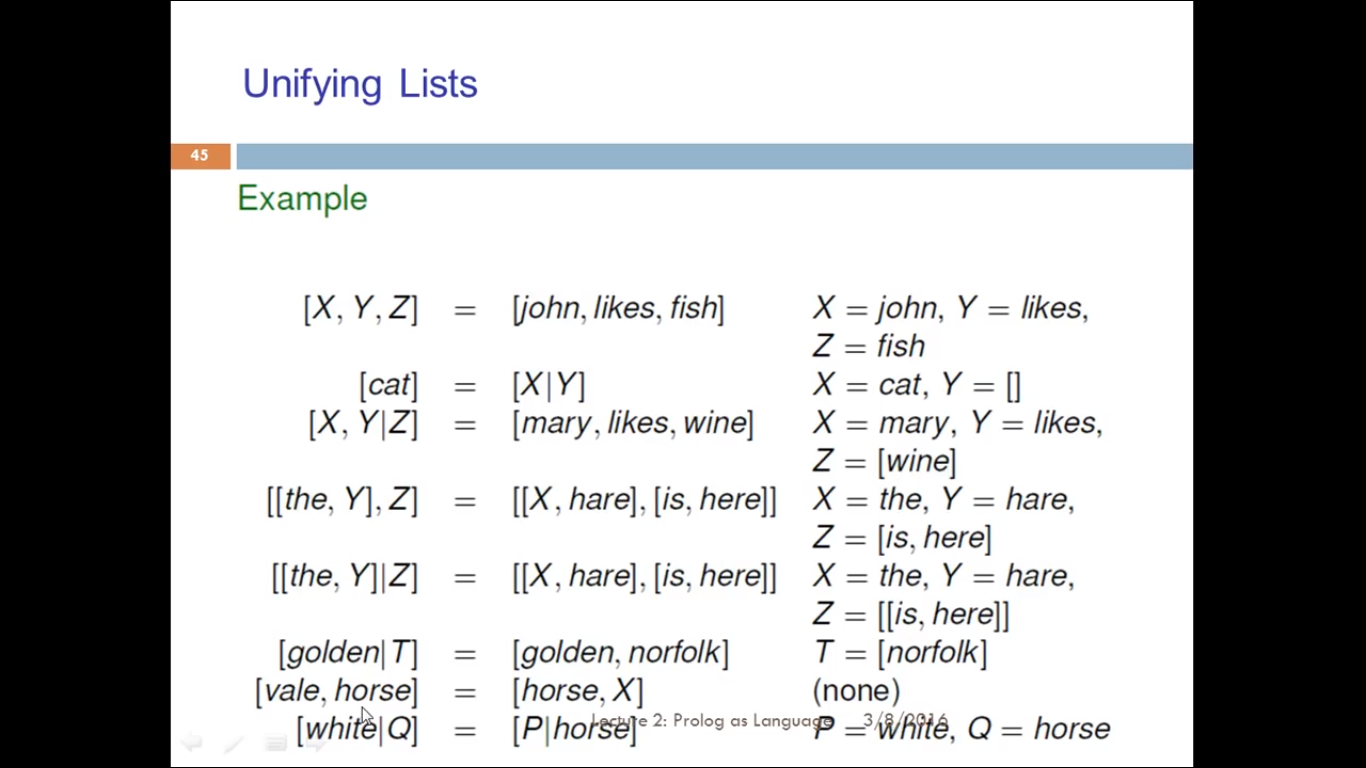 Unifying Lists
45
Example
[X, Y, Z] = [john, likes, fish] X = john, Y = likes,
Z = fish
[cat] = [X|Y] X = cat, Y = []
[X, Y|Z] = [mary, likes, wine] X = mary, Y = likes,
Z = [wine]
[[the, Y], Z] = [[X, hare], [is, here]] X = the, Y = hare,
Z = [is, here]
[[the, Y]|Z] = [[X, hare], [is, here]] X = the, Y = hare,
Z = [[is, here]]
[golden|T] = [golden, norfolk] T = [norfolk]
[vale, horse] = [horse, X] (none)
Lecture 2: Prolog as Language 3/8/2016
[white|Q] = [P|horse] P = white, Q = horse